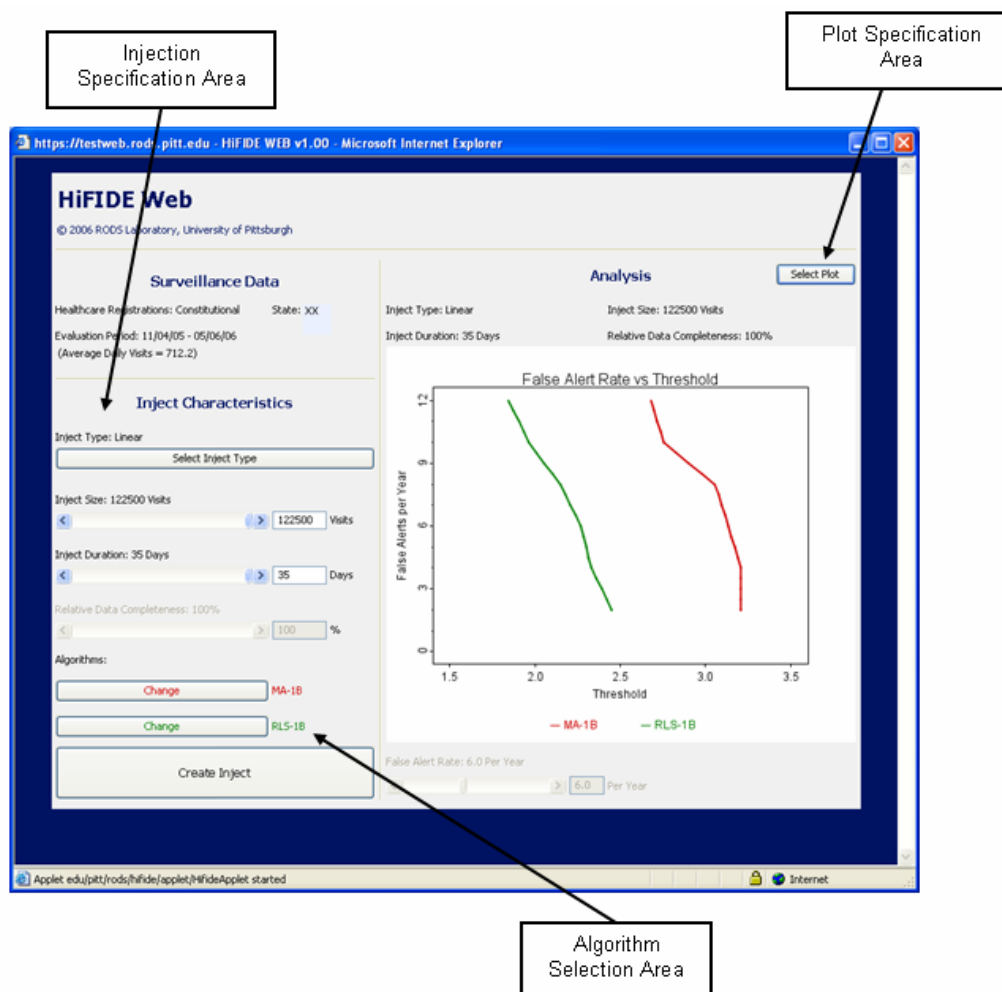 Injection
Specification Area
Plot Specification
Area
https://testweb.rods.pitt.edu - HiFIDE WEB v1.00 - Microsoft Internet Explorer
HiFIDE Web
© 2006 RODS Laboratory, University of Pittsburgh
Surveillance Data
Healthcare Registrations: Constitutional State: XX
Evaluation Period: 11/04/05 - 05/06/06
(Average Daily Visits = 712.2)
Inject Characteristics
Inject Type: Linear
Select Inject Type
Inject Size: 122500 Visits
122500 Visits
Inject Duration: 35 Days
35 Days
Relative Data Completeness: 100%
100 %
Algorithms:
Change MA-1B
Change RLS-1B
Create Inject
Analysis
Select Plot
Inject Type: Linear Inject Size: 122500 Visits
Inject Duration: 35 Days Relative Data Completeness: 100%
False Alert Rate vs Threshold
False Alerts per Year
12
9
6
3
0
1.5 2.0 2.5 3.0 3.5
Threshold
MA-1B RLS-1B
False Alert Rate: 6.0 Per Year
6.0 Per Year
Applet edu/pitt/rods/hifide/applet/HifideApplet started
Internet
Algorithm
Selection Area